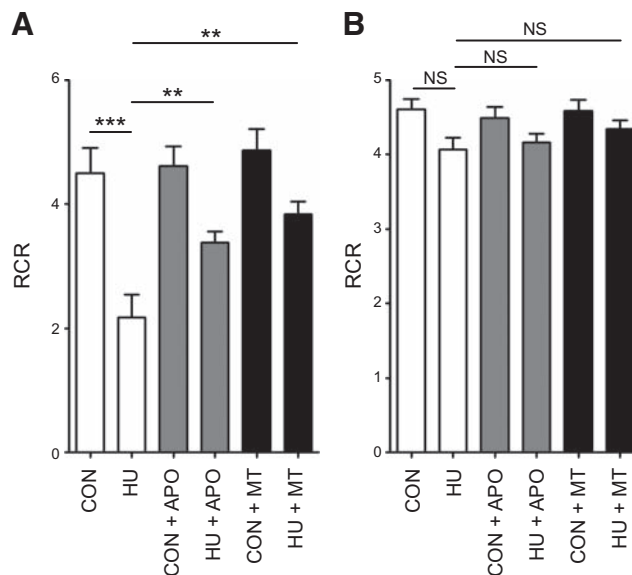 A
**
**
***
6
4
2
0
RCR
CON
HU
CON + APO
HU + APO
CON + MT
HU + MT
B
NS
NS
NS
5
4
3
2
1
0
RCR
CON
HU
CON + APO
HU + APO
CON + MT
HU + MT